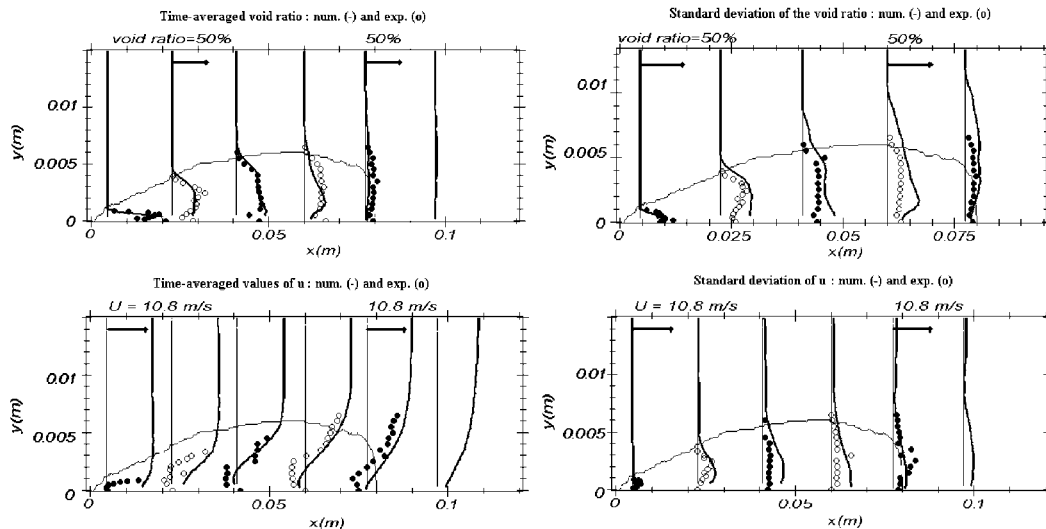 Time-averaged void ratio : num. (-) and exp. (o)
void ratio=50%
50%
y(m)
0.01
0.005
0
0
0.05
0.1
x(m)
Standard deviation of the void ratio : num. (-) and exp. (o)
void ratio=50%
50%
y(m)
0.01
0.005
0
0
0.025
0.05
0.075
x(m)
Time-averaged values of u : num. (-) and exp. (o)
U = 10.8 m/s
10.8 m/s
y(m)
0.01
0.005
0
0
0.05
0.1
x(m)
Standard deviation of u : num. (-) and exp. (o)
U = 10.8 m/s
10.8 m/s
y(m)
0.01
0.005
0
0
0.05
0.1
x(m)